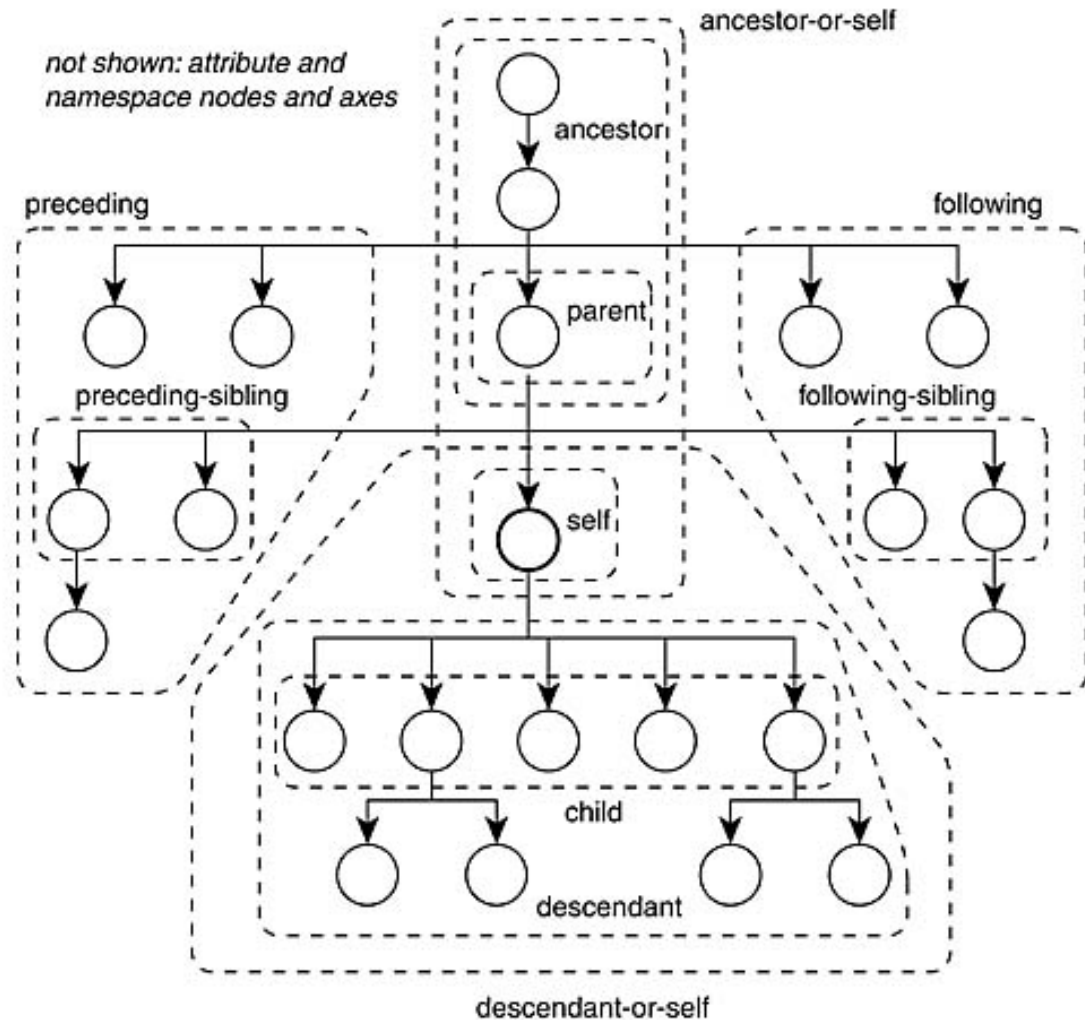 ancestor-or-self
not shown: attribute and
namespace nodes and axes
ancestor
preceding
following
parent
preceding-sibling
following-sibling
self
child
descendant
descendant-or-self